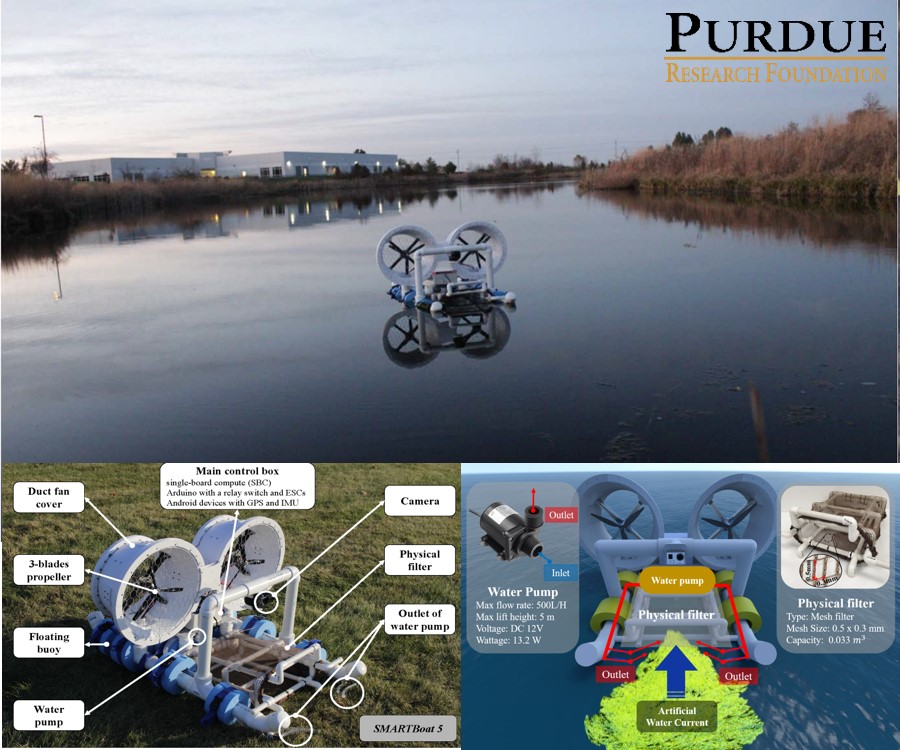 PURDUE
RESEARCH FOUNDATION
Main control box
single-board compute (SBC)
Arduino with a relay switch and ESCs
Android devices with GPS and IMU
Duct fan
cover
Camera
3-blades
propeller
Physical
filter
Outlet of
water pump
Floating
buoy
Water
pump
SMARTBoat 5
Outlet
Inlet
Water Pump
Max flow rate: 500L/H
Max lift height: 5 m
Voltage: DC 12V
Wattage: 13.2 W
Water pump
Physical filter
Outlet
Outlet
Artificial
Water Current
0.5mm
0.3mm
Physical filter
Type: Mesh filter
Mesh Size: 0.5 x 0.3 mm
Capacity: 0.033 m³